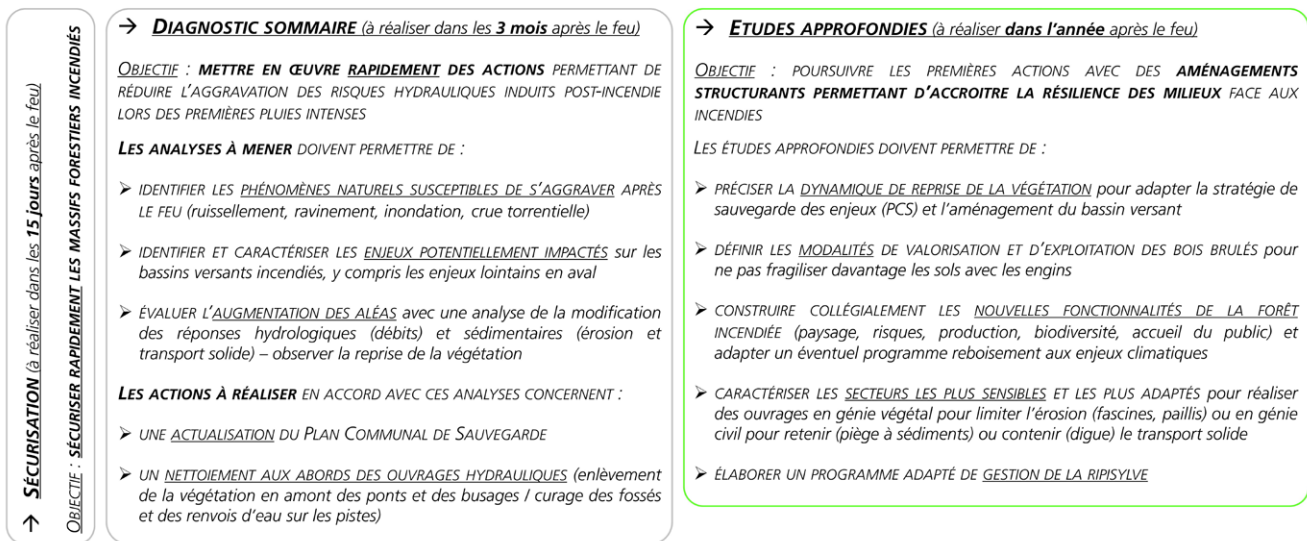 → SÉCURISATION (à réaliser dans les 15 jours après le feu)
OBJECTIF : SÉCURISER RAPIDEMENT LES MASSIFS FORESTIERS INCENDIÉS
→ DIAGNOSTIC SOMMAIRE (à réaliser dans les 3 mois après le feu)
OBJECTIF : METTRE EN ŒUVRE RAPIDEMENT DES ACTIONS PERMETTANT DE
RÉDUIRE L'AGGRAVATION DES RISQUES HYDRAULIQUES INDUITS POST-INCENDIE
LORS DES PREMIÈRES PLUIES INTENSES
LES ANALYSES À MENER DOIVENT PERMETTRE DE :
➢ IDENTIFIER LES PHÉNOMÈNES NATURELS SUSCEPTIBLES DE S'AGGRAVER APRÈS
LE FEU (ruissellement, ravinement, inondation, crue torrentielle)
➢ IDENTIFIER ET CARACTÉRISER LES ENJEUX POTENTIELLEMENT IMPACTÉS sur les
bassins versants incendiés, y compris les enjeux lointains en aval
➢ ÉVALUER L'AUGMENTATION DES ALÉAS avec une analyse de la modification
des réponses hydrologiques (débits) et sédimentaires (érosion et
transport solide) – observer la reprise de la végétation
LES ACTIONS À RÉALISER EN ACCORD AVEC CES ANALYSES CONCERNENT :
➢ UNE ACTUALISATION DU PLAN COMMUNAL DE SAUVEGARDE
➢ UN NETTOIEMENT AUX ABORDS DES OUVRAGES HYDRAULIQUES (enlèvement
de la végétation en amont des ponts et des busages / curage des fossés
et des renvois d'eau sur les pistes)
→ ETUDES APPROFONDIES (à réaliser dans l'année après le feu)
OBJECTIF : POURSUIVRE LES PREMIÈRES ACTIONS AVEC DES AMÉNAGEMENTS
STRUCTURANTS PERMETTANT D'ACCROITRE LA RÉSILIENCE DES MILIEUX FACE AUX
INCENDIES
LES ÉTUDES APPROFONDIES DOIVENT PERMETTRE DE :
➢ PRÉCISER LA DYNAMIQUE DE REPRISE DE LA VÉGÉTATION pour adapter la stratégie de
sauvegarde des enjeux (PCS) et l'aménagement du bassin versant
➢ DÉFINIR LES MODALITÉS DE VALORISATION ET D'EXPLOITATION DES BOIS BRULÉS pour
ne pas fragiliser davantage les sols avec les engins
➢ CONSTRUIRE COLLÉGIALEMENT LES NOUVELLES FONCTIONNALITÉS DE LA FORÊT
INCENDIÉE (paysage, risques, production, biodiversité, accueil du public) et
adapter un éventuel programme reboisement aux enjeux climatiques
➢ CARACTÉRISER LES SECTEURS LES PLUS SENSIBLES ET LES PLUS ADAPTÉS pour réaliser
des ouvrages en génie végétal pour limiter l'érosion (fascines, paillis) ou en génie
civil pour retenir (piège à sédiments) ou contenir (digue) le transport solide
➢ ÉLABORER UN PROGRAMME ADAPTÉ DE GESTION DE LA RIPISYLVE